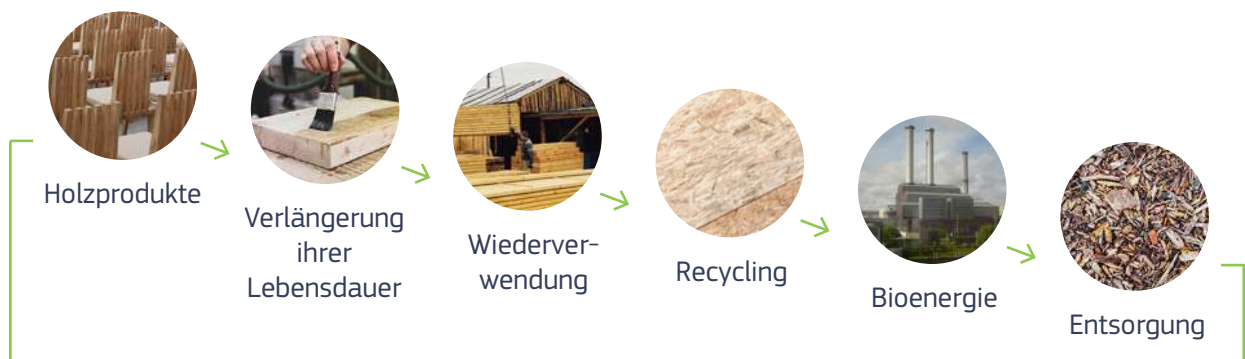 Holzprodukte
Verlängerung
ihrer
Lebensdauer
Wiederver-
wendung
Recycling
Bioenergie
Entsorgung